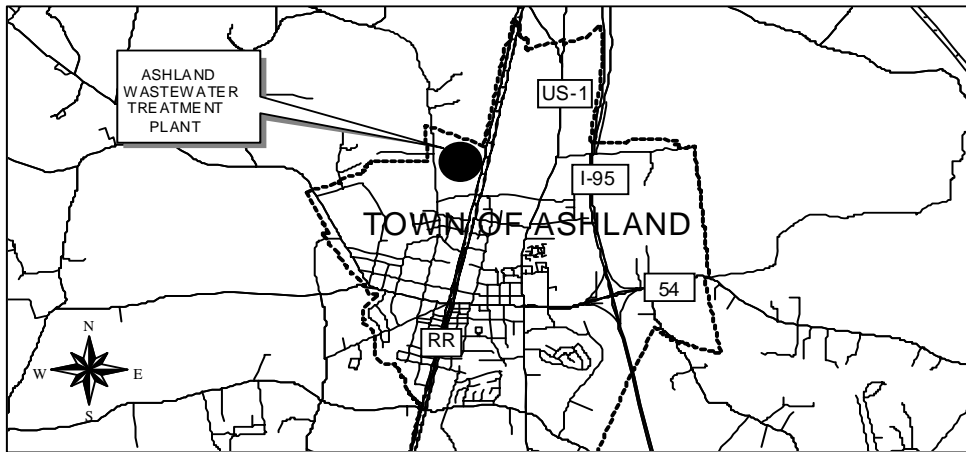 ASHLAND
WASTEWATER
TREATMENT
PLANT
US-1
I-95
TOWN OF ASHLAND
54
RR
N
W
E
S